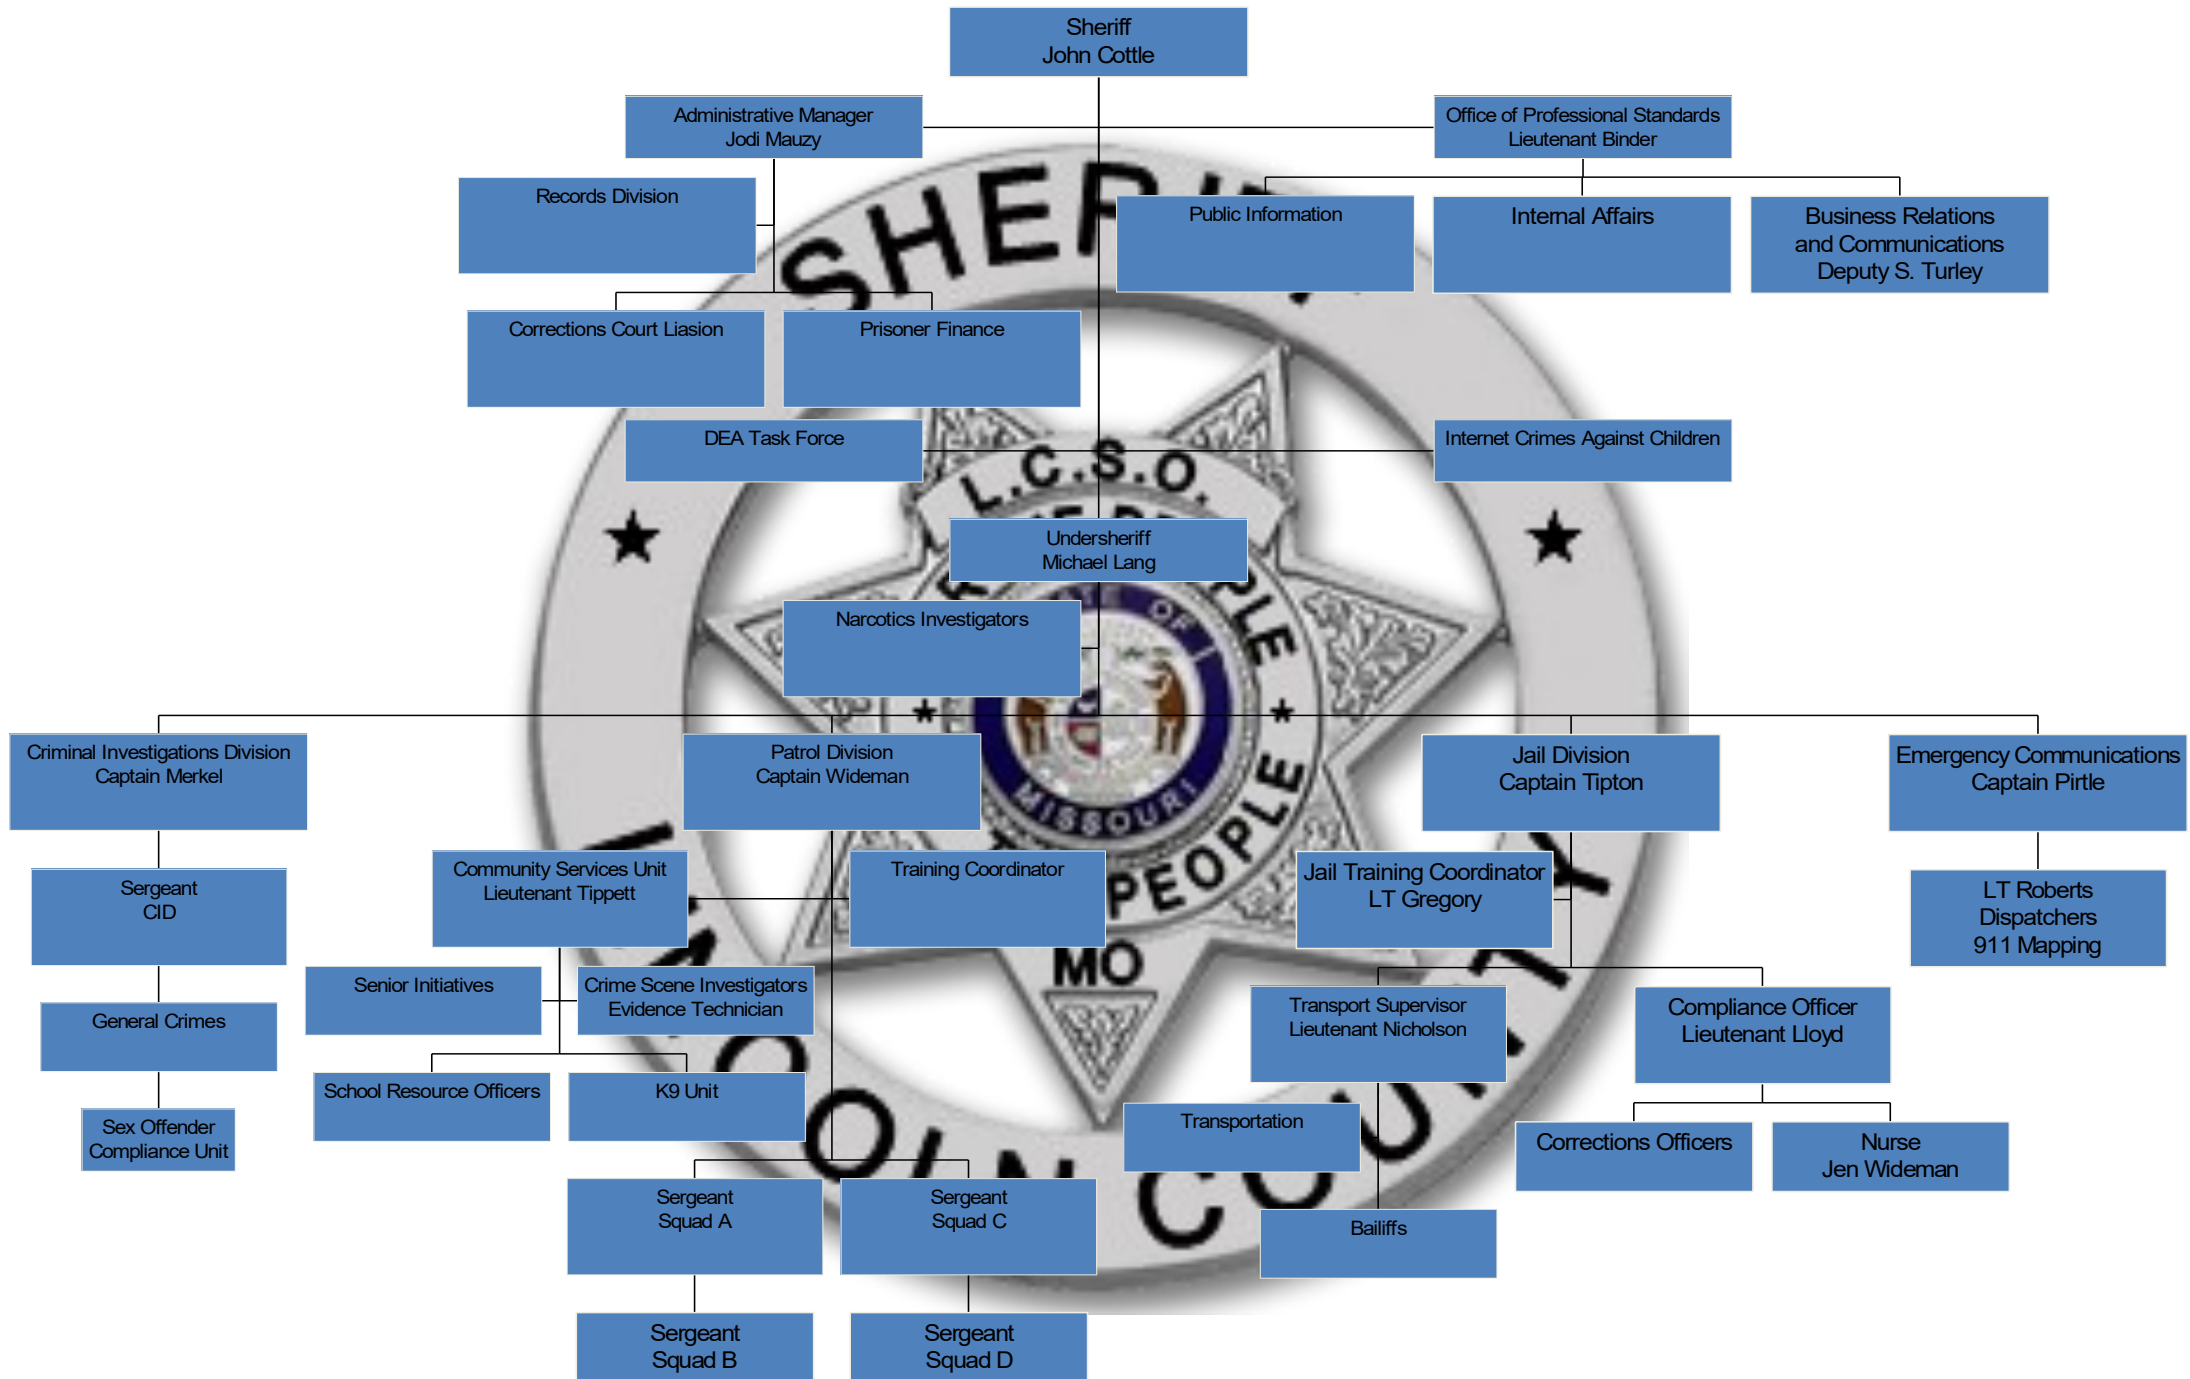 Sheriff
John Cottle
Administrative Manager
Jodi Mauzy
Office of Professional Standards
Lieutenant Binder
Records Division
Public Information
Internal Affairs
Business Relations
and Communications
Deputy S. Turley
Corrections Court Liasion
Prisoner Finance
DEA Task Force
Internet Crimes Against Children
L.C.S.O.
Undersheriff
Michael Lang
Narcotics Investigators
Criminal Investigations Division
Captain Merkel
Patrol Division
Captain Wideman
Jail Division
Captain Tipton
Emergency Communications
Captain Pirtle
MISSOURI
PEOPLE
Community Services Unit
Lieutenant Tippett
Training Coordinator
Jail Training Coordinator
LT Gregory
Sergeant
CID
LT Roberts
Dispatchers
911 Mapping
MO
Senior Initiatives
Crime Scene Investigators
Evidence Technician
Transport Supervisor
Lieutenant Nicholson
Compliance Officer
Lieutenant Lloyd
General Crimes
School Resource Officers
K9 Unit
Sex Offender
Compliance Unit
Transportation
Corrections Officers
Nurse
Jen Wideman
Sergeant
Squad A
Sergeant
Squad C
Bailiffs
Sergeant
Squad B
Sergeant
Squad D
COUNTY